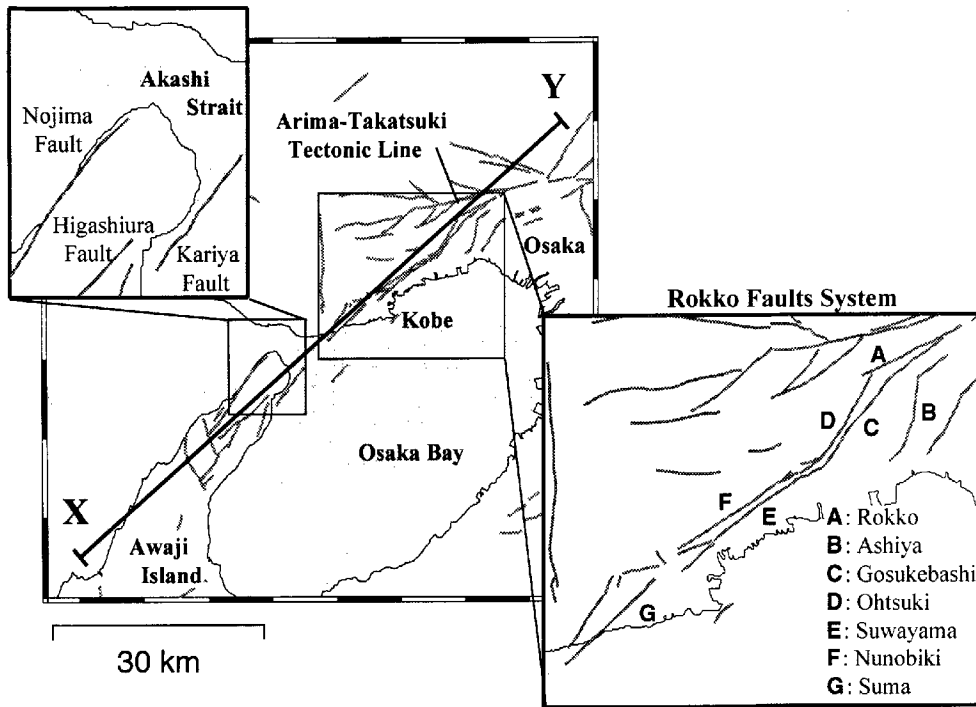 Akashi
Strait
Nojima
Fault
Higashiura
Fault
Kariya
Fault
Y
Arima-Takatsuki
Tectonic Line
Osaka
Kobe
Osaka Bay
X
Awaji
Island
30 km
Rokko Faults System
A
B
D
C
F
E
G
A: Rokko
B: Ashiya
C: Gosukebashi
D: Ohtsuki
E: Suwayama
F: Nunobiki
G: Suma